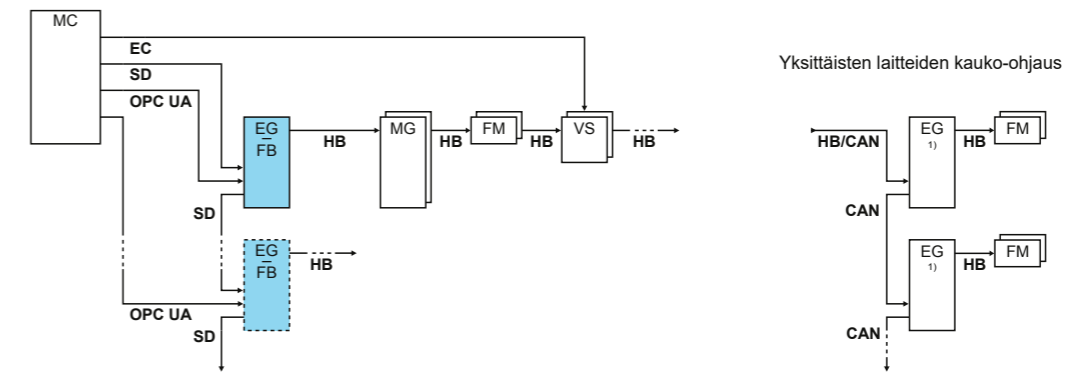 MC
EC
SD
OPC UA
EG
–
FB
HB
MG
HB
FM
HB
VS
HB
SD
EG
–
FB
HB
OPC UA
SD
Yksittäisten laitteiden kauko-ohjaus
HB/CAN
EG
1)
HB
FM
CAN
EG
1)
HB
FM
CAN